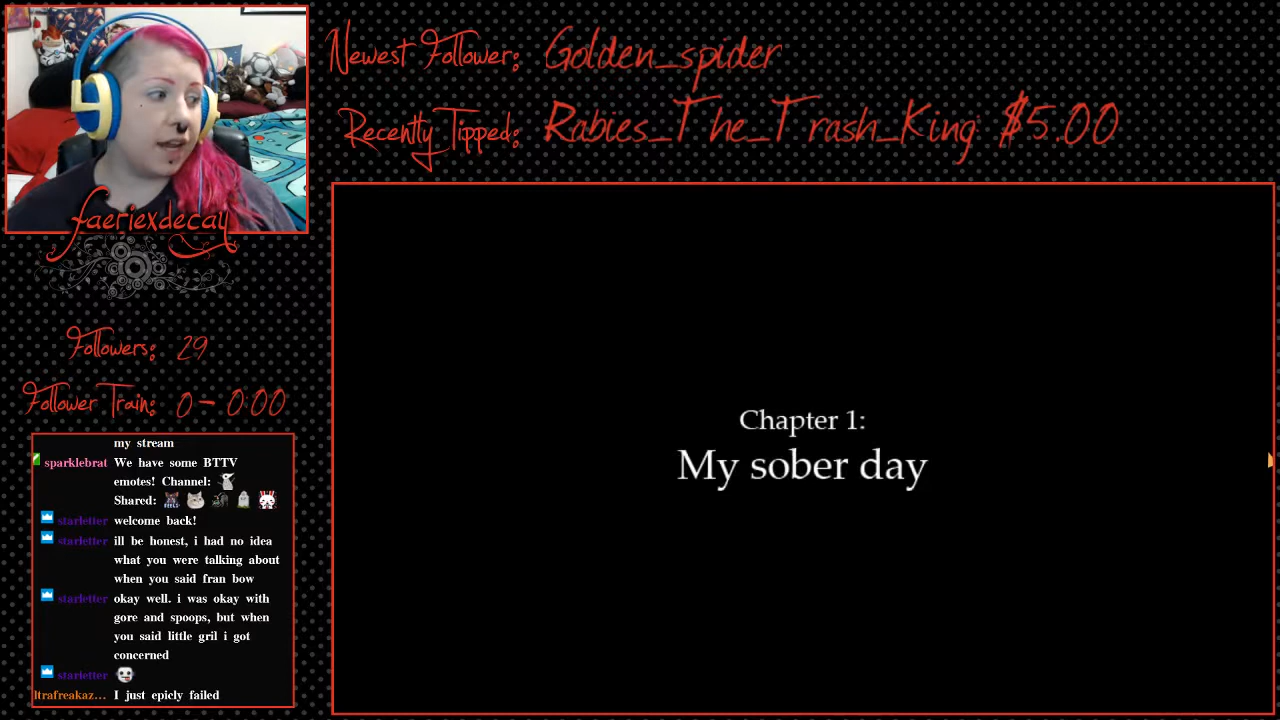 Newest Follower: Golden_spider
Recently Tipped: Rabies_The_Trash_King $5.00
faeriexdecay
Followers: 29
Follower Train: 0 - 0:00
my stream
sparklebrat We have some BTTV
emotes! Channel:
Shared:
starletter welcome back!
starletter ill be honest, i had no idea
what you were talking about
when you said fran bow
starletter okay well. i was okay with
gore and spoops, but when
you said little gril i got
concerned
starletter
ltrafreakaz... I just epicly failed
Chapter 1:
My sober day